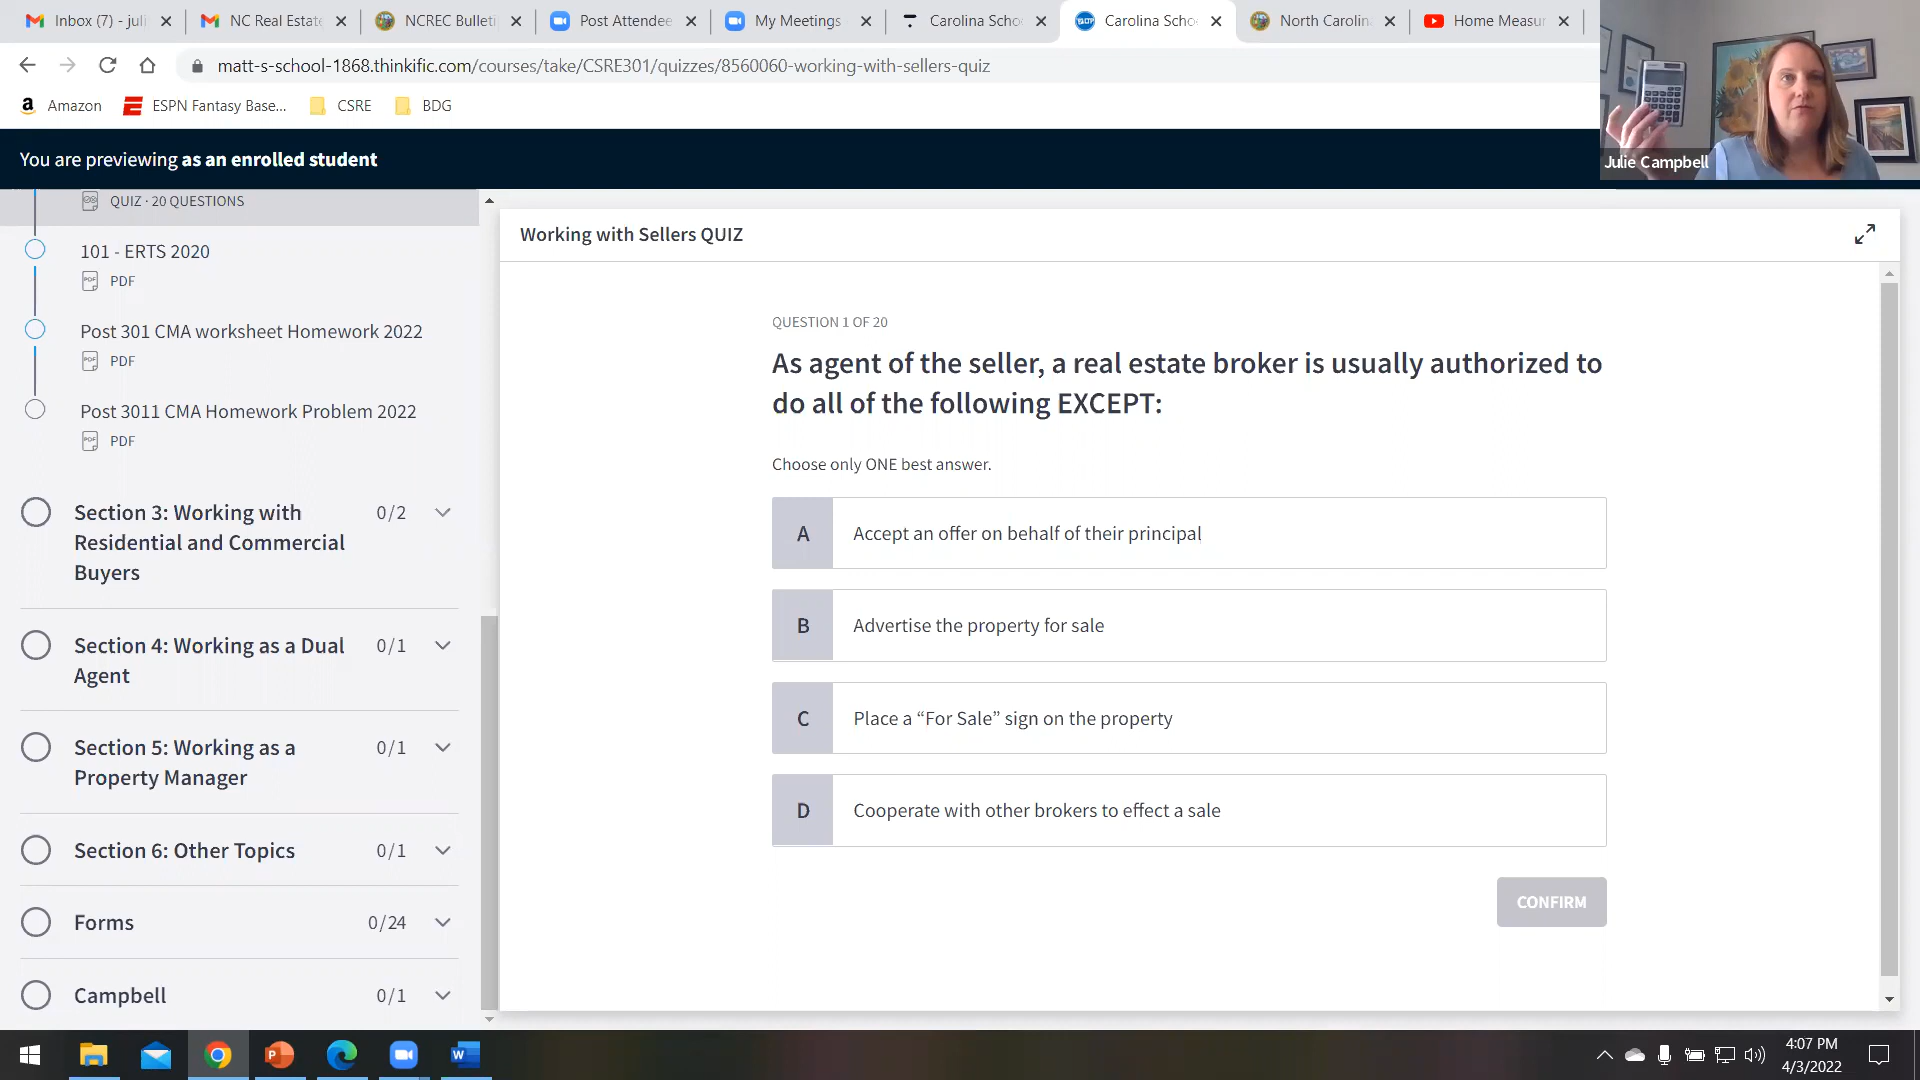 Inbox (7) - juli
NC Real Estate
NCREC Bulleti
Post Attendee
My Meetings
Carolina Scho
Carolina Scho
North Carolin
Home Measur
matt-s-school-1868.thinkific.com/courses/take/CSRE301/quizzes/8560060-working-with-sellers-quiz
Amazon
ESPN Fantasy Base...
CSRE
BDG
Julie Campbell
You are previewing as an enrolled student
QUIZ · 20 QUESTIONS
101 - ERTS 2020
PDF
Post 301 CMA worksheet Homework 2022
PDF
Post 3011 CMA Homework Problem 2022
PDF
Section 3: Working with
Residential and Commercial
Buyers
0/2
Section 4: Working as a Dual
Agent
0/1
Section 5: Working as a
Property Manager
0/1
Section 6: Other Topics
0/1
Forms
0/24
Campbell
0/1
Working with Sellers QUIZ
QUESTION 1 OF 20
As agent of the seller, a real estate broker is usually authorized to
do all of the following EXCEPT:
Choose only ONE best answer.
A Accept an offer on behalf of their principal
B Advertise the property for sale
C Place a “For Sale” sign on the property
D Cooperate with other brokers to effect a sale
CONFIRM
4:07 PM
4/3/2022